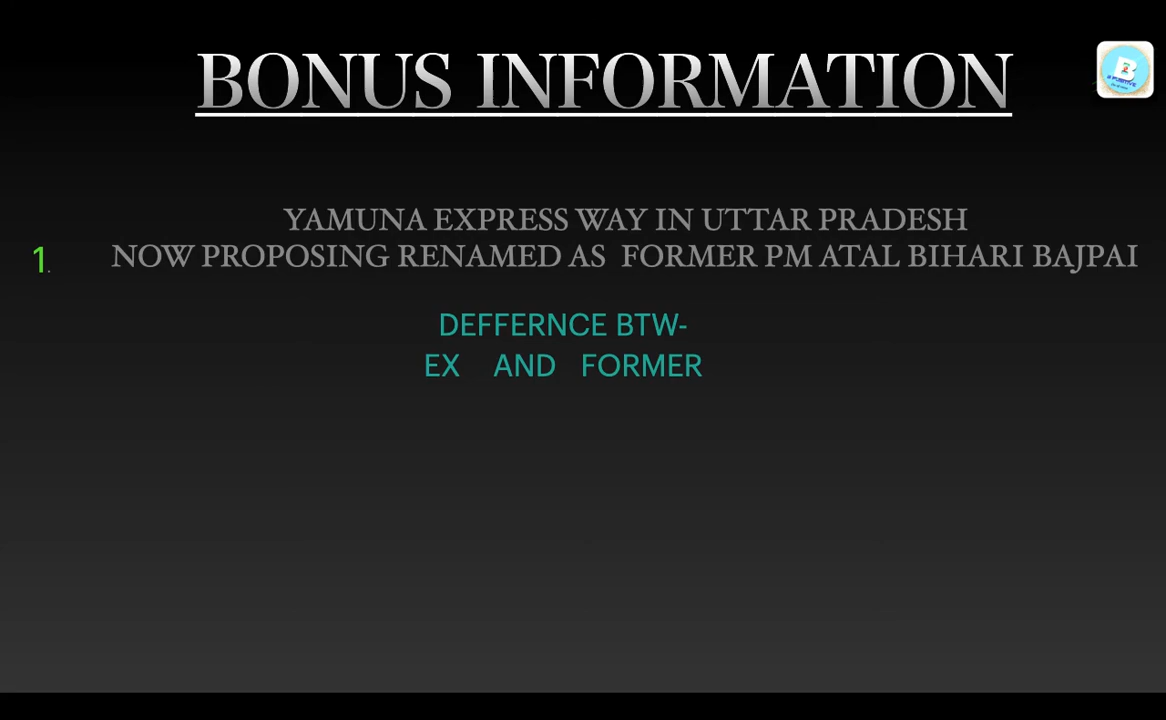 BONUS INFORMATION
B POSITIVE
YAMUNA EXPRESS WAY IN UTTAR PRADESH
1. NOW PROPOSING RENAMED AS FORMER PM ATAL BIHARI BAJPAI
DEFFERNCE BTW-
EX AND FORMER